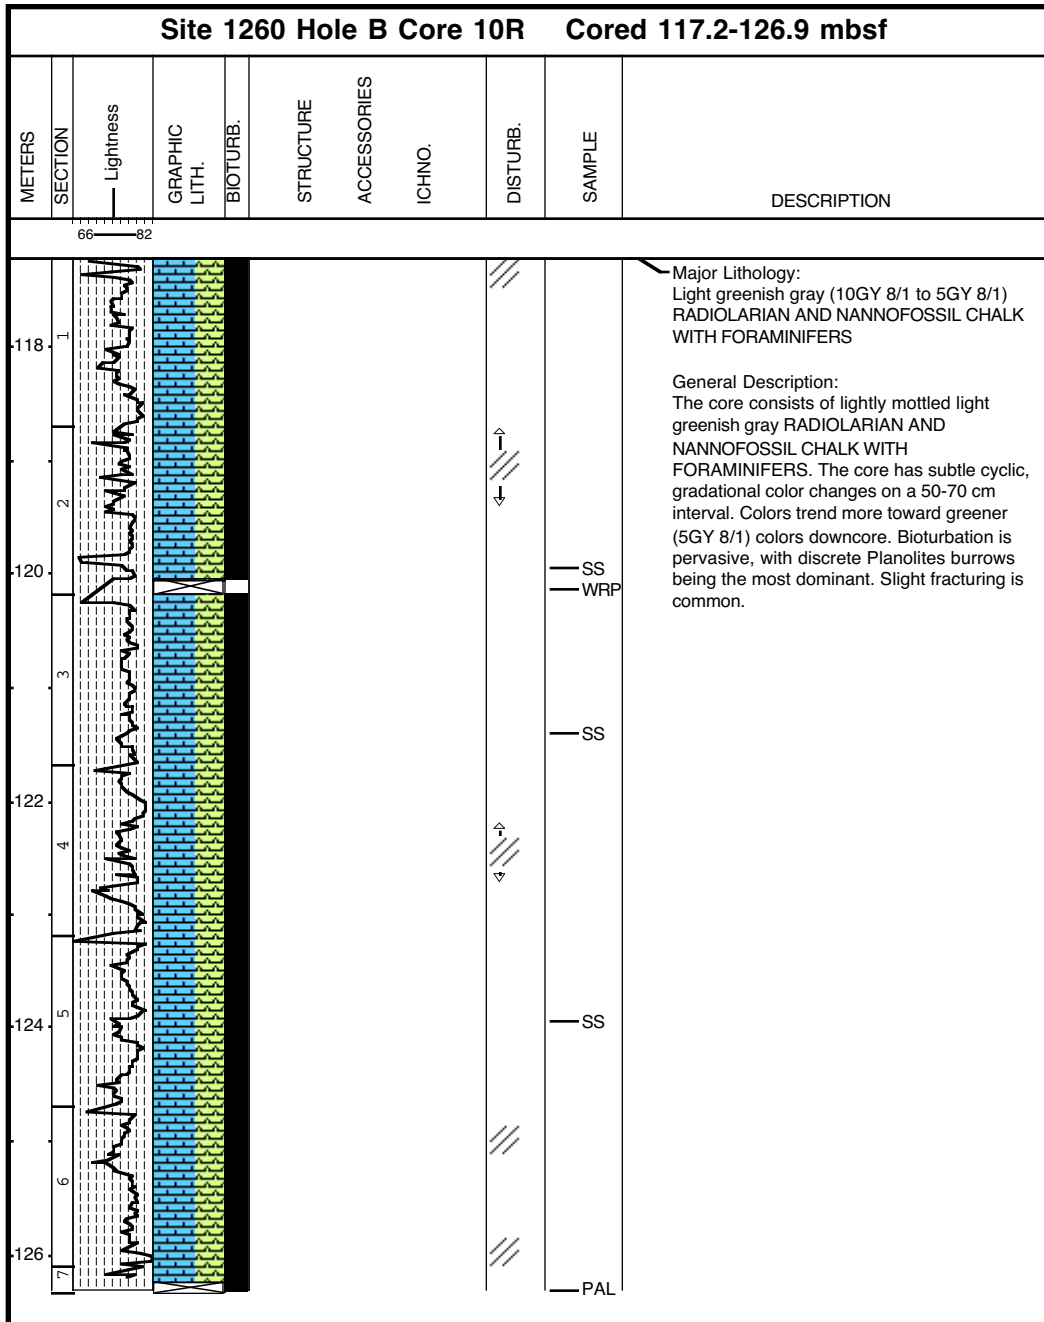 Site 1260 Hole B Core 10R Cored 117.2-126.9 mbsf
METERS
SECTION
Lightness
GRAPHIC
LITH.
BIOTURB.
STRUCTURE
ACCESSORIES
ICHNO.
DISTURB.
SAMPLE
DESCRIPTION
66 82
Major Lithology:
Light greenish gray (10GY 8/1 to 5GY 8/1)
RADIOLARIAN AND NANNOFOSSIL CHALK
WITH FORAMINIFERS
General Description:
The core consists of lightly mottled light
greenish gray RADIOLARIAN AND
NANNOFOSSIL CHALK WITH
FORAMINIFERS. The core has subtle cyclic,
gradational color changes on a 50-70 cm
interval. Colors trend more toward greener
(5GY 8/1) colors downcore. Bioturbation is
pervasive, with discrete Planolites burrows
being the most dominant. Slight fracturing is
common.
1
118
2
120
SS
WRP
3
SS
122
4
5
124
SS
6
126
7
PAL